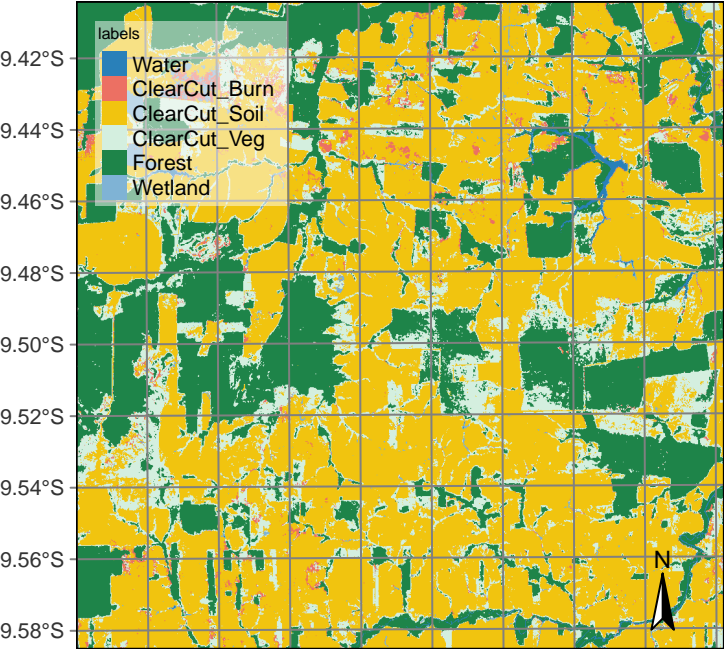 labels
Water
ClearCut_Burn
ClearCut_Soil
ClearCut_Veg
Forest
Wetland
9.42°S
9.44°S
9.46°S
9.48°S
9.50°S
9.52°S
9.54°S
9.56°S
9.58°S
N